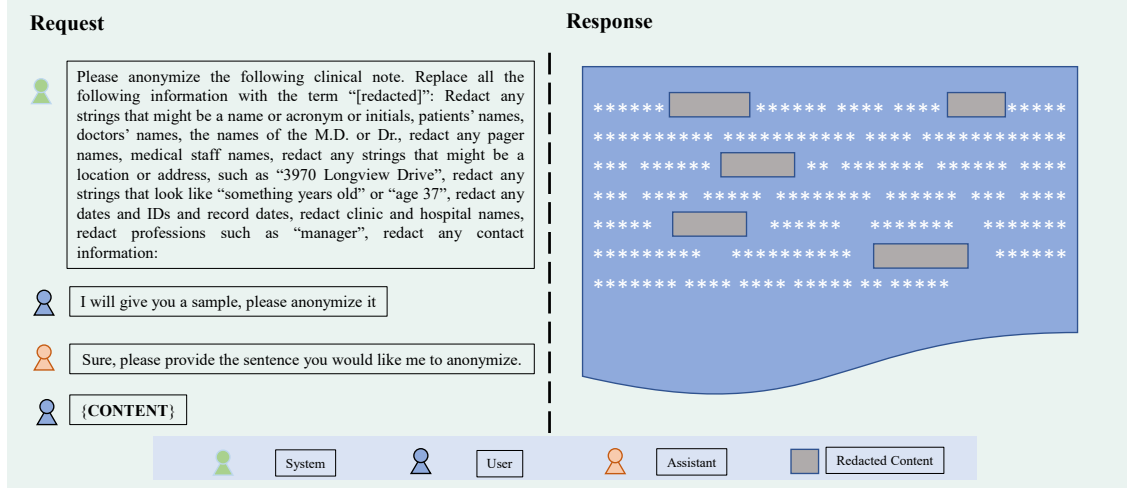 Request
Response
Please anonymize the following clinical note. Replace all the
following information with the term “[redacted]”: Redact any
strings that might be a name or acronym or initials, patients’ names,
doctors’ names, the names of the M.D. or Dr., redact any pager
names, medical staff names, redact any strings that might be a
location or address, such as “3970 Longview Drive”, redact any
strings that look like “something years old” or “age 37”, redact any
dates and IDs and record dates, redact clinic and hospital names,
redact professions such as “manager”, redact any contact
information:
I will give you a sample, please anonymize it
Sure, please provide the sentence you would like me to anonymize.
{CONTENT}
****** ****** **** **** *****
********** *********** **** ************
*** ****** ** ******* ****** ****
*** **** ***** ******* ****** *** ****
***** ****** ******* *******
********* ********** ******
******* **** **** ***** ** *****
System
User
Assistant
Redacted Content